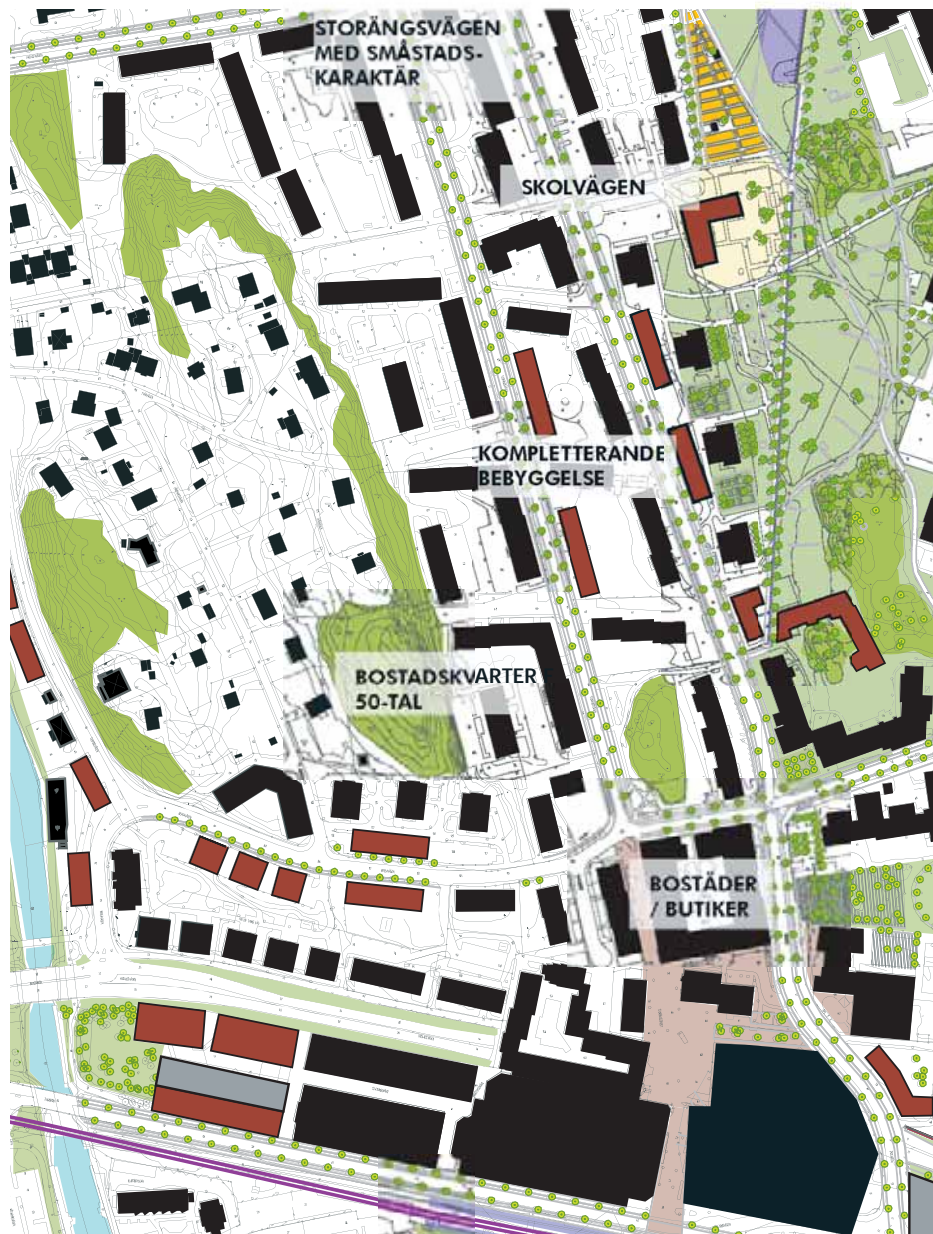 STORÄNGSVÄGEN
MED SMÅSTADS-
KARAKTÄR
SKOLVÄGEN
KOMPLETTERANDE
BEBYGGELSE
BOSTADSKVARTER
50-TAL
BOSTÄDER
/ BUTIKER